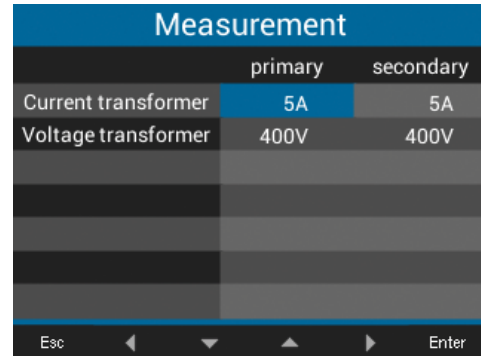 Measurement
primary secondary
Current transformer 5A 5A
Voltage transformer 400V 400V
Esc Enter